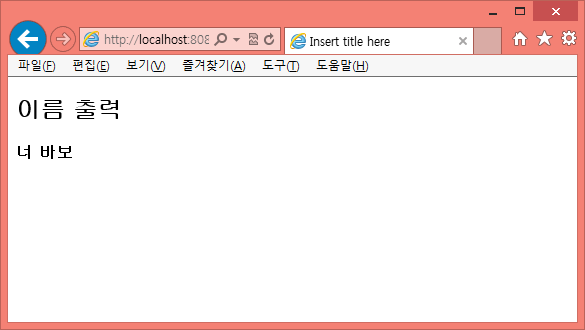 http://localhost:808
Insert title here
파일(F) 편집(E) 보기(V) 즐겨찾기(A) 도구(T) 도움말(H)
이름 출력
너 바보